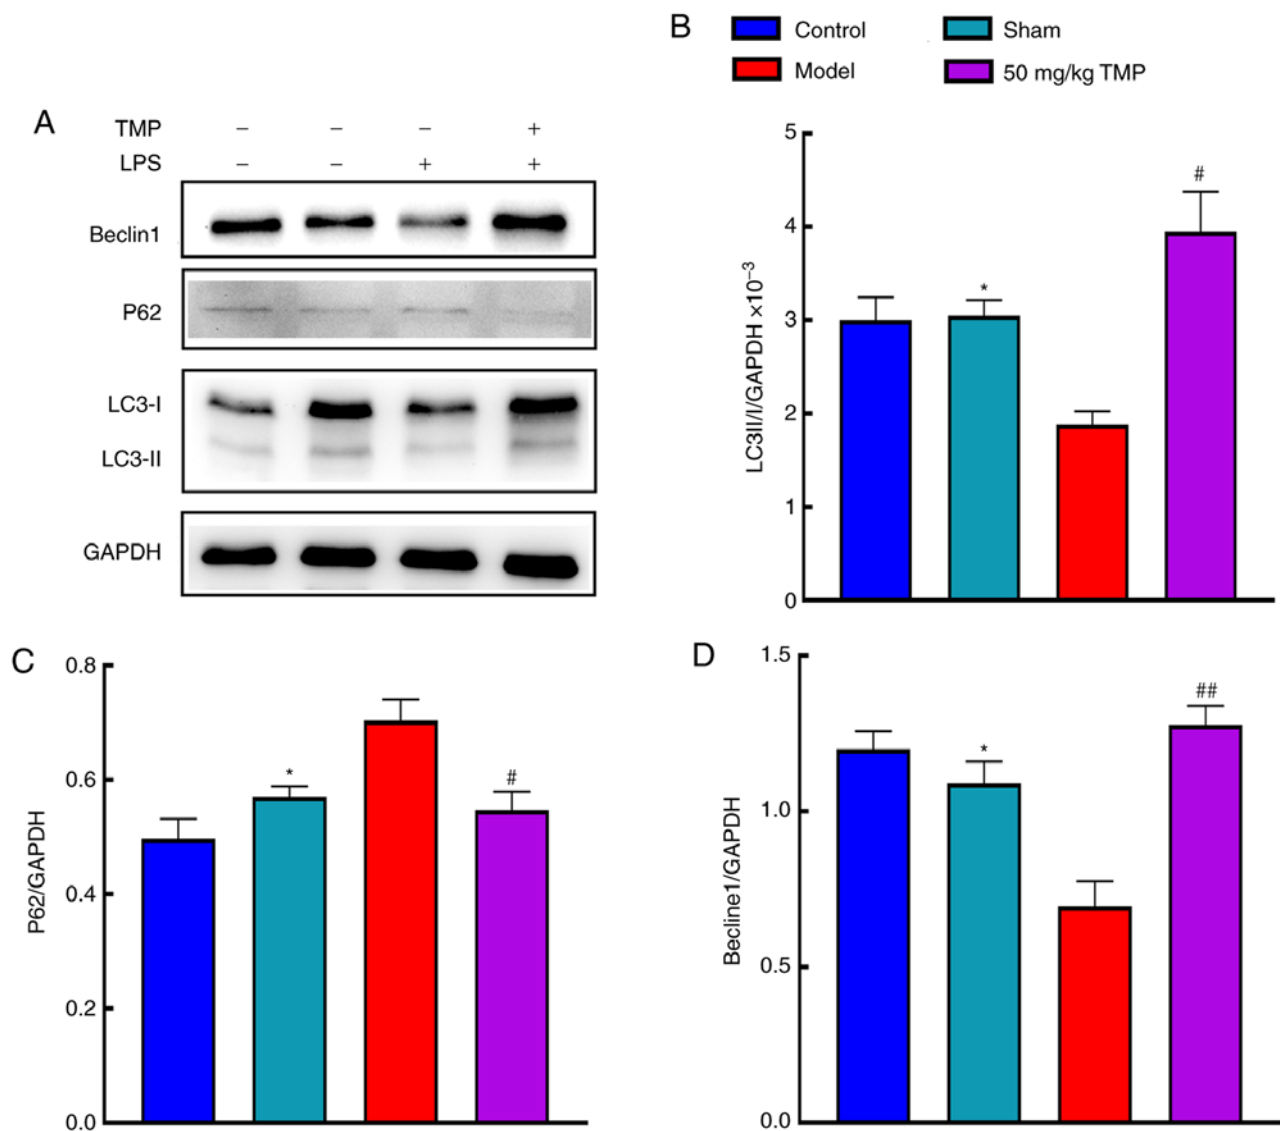 A
TMP − − − +
LPS − − + +
Beclin1
P62
LC3-I
LC3-II
GAPDH
B
Control
Sham
Model
50 mg/kg TMP
LC3II/I/GAPDH ×10⁻³
5
4
3
2
1
0
*
#
C
P62/GAPDH
0.8
0.6
0.4
0.2
0.0
*
#
D
Becline1/GAPDH
1.5
1.0
0.5
0.0
*
##